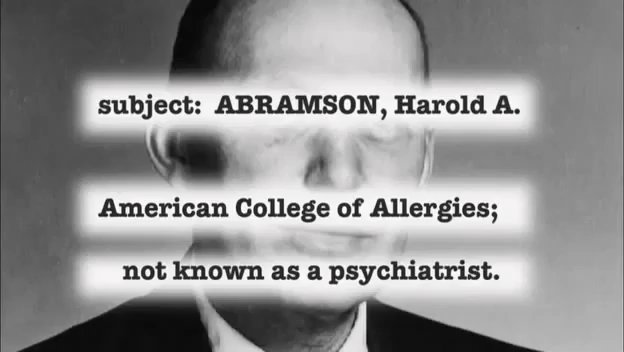 subject: ABRAMSON, Harold A.
American College of Allergies;
not known as a psychiatrist.